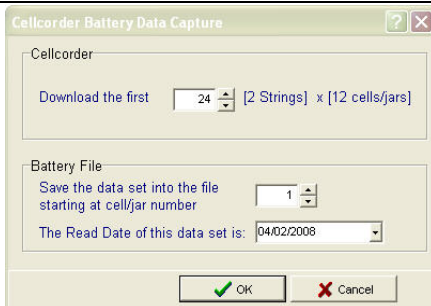 Cellcorder Battery Data Capture
Cellcorder
Download the first 24 [2 Strings] x [12 cells/jars]
Battery File
Save the data set into the file
starting at cell/jar number 1
The Read Date of this data set is: 04/02/2008
OK Cancel